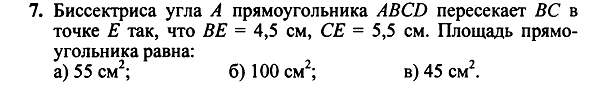 7. Биссектриса угла A прямоугольника ABCD пересекает BC в
точке E так, что BE = 4,5 см, CE = 5,5 см. Площадь прямо-
угольника равна:
а) 55 см²; б) 100 см²; в) 45 см².